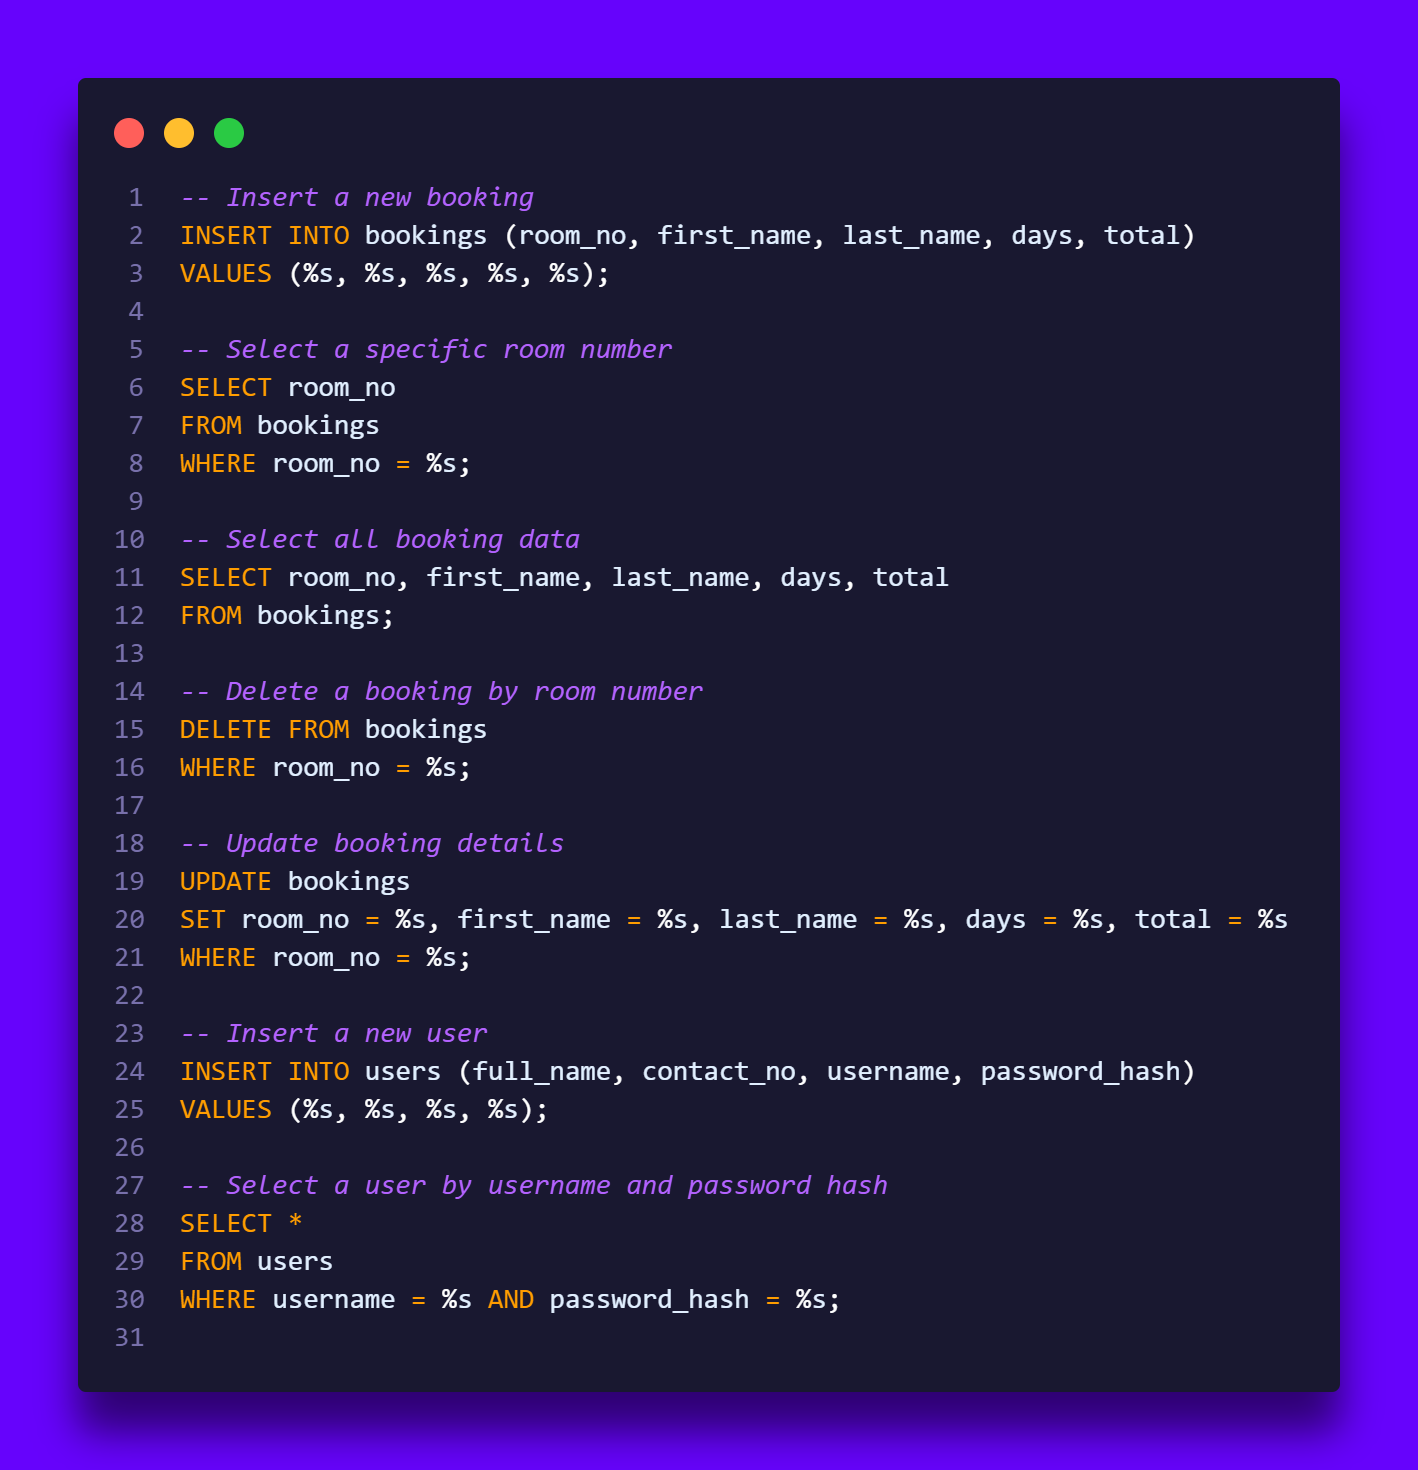 1 -- Insert a new booking
2 INSERT INTO bookings (room_no, first_name, last_name, days, total)
3 VALUES (%s, %s, %s, %s, %s);
4
5 -- Select a specific room number
6 SELECT room_no
7 FROM bookings
8 WHERE room_no = %s;
9
10 -- Select all booking data
11 SELECT room_no, first_name, last_name, days, total
12 FROM bookings;
13
14 -- Delete a booking by room number
15 DELETE FROM bookings
16 WHERE room_no = %s;
17
18 -- Update booking details
19 UPDATE bookings
20 SET room_no = %s, first_name = %s, last_name = %s, days = %s, total = %s
21 WHERE room_no = %s;
22
23 -- Insert a new user
24 INSERT INTO users (full_name, contact_no, username, password_hash)
25 VALUES (%s, %s, %s, %s);
26
27 -- Select a user by username and password hash
28 SELECT *
29 FROM users
30 WHERE username = %s AND password_hash = %s;
31